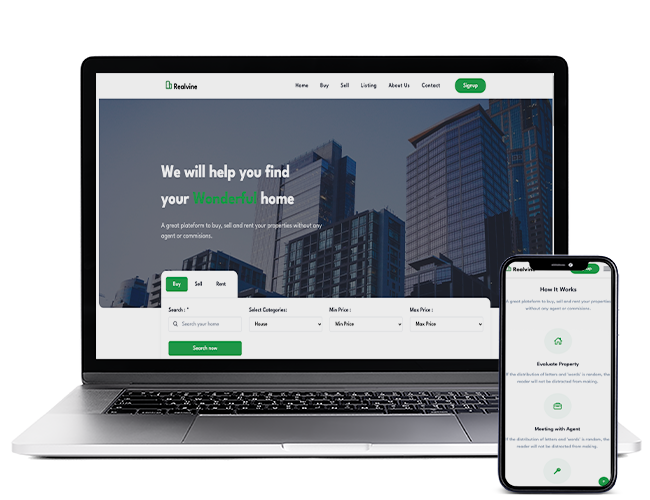 Realvine
Home Buy Sell Listing About Us Contact Signup
We will help you find
your Wonderful home
A great plateform to buy, sell and rent your properties without any
agent or commisions.
Buy Sell Rent
Search : *
Search your home
Select Categories:
House
Min Price :
Min Price
Max Price :
Max Price
Search now
Realvine
How It Works
A great plateform to buy, sell and rent your properties
without any agent or commisions.
Evaluate Property
If the distribution of letters and 'words' is random, the
reader will not be distracted from making.
Meeting with Agent
If the distribution of letters and 'words' is random, the
reader will not be distracted from making.